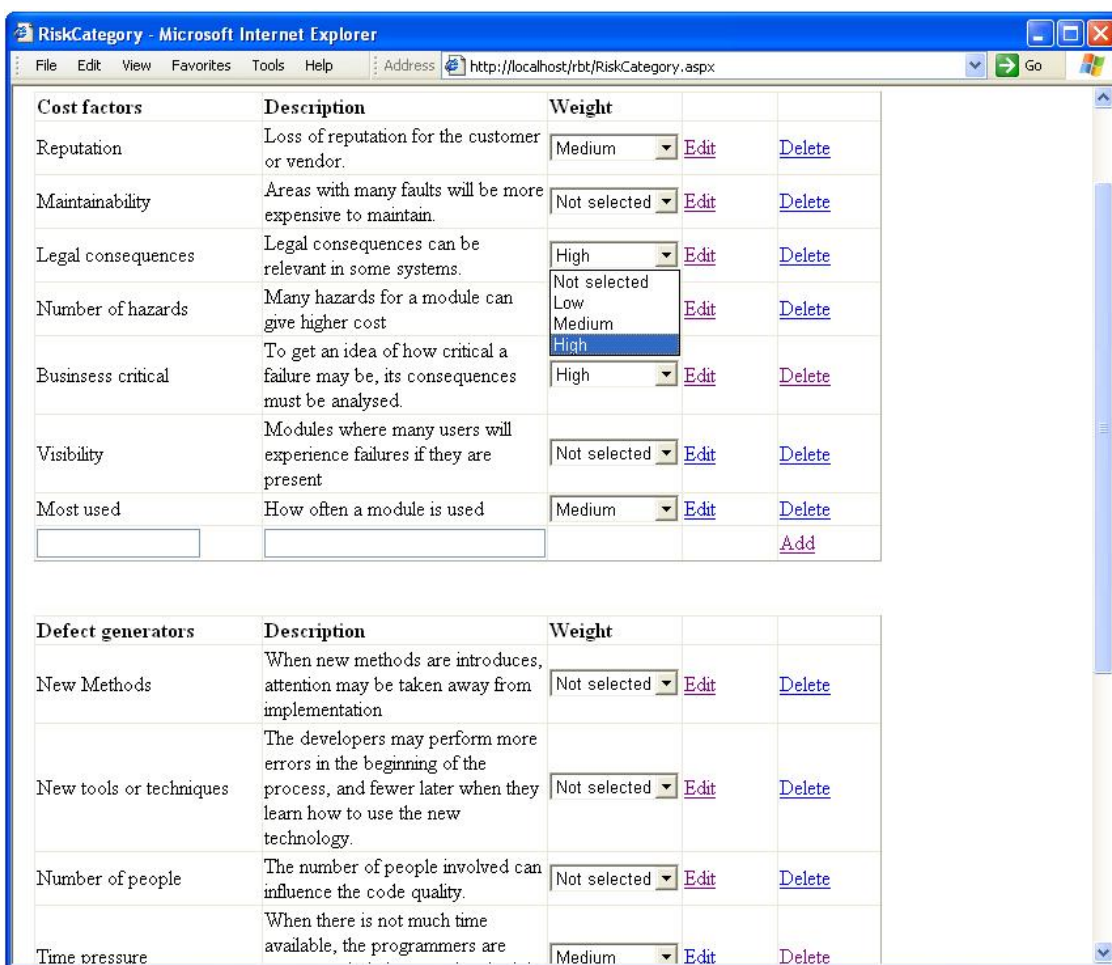 RiskCategory - Microsoft Internet Explorer
File Edit View Favorites Tools Help Address http://localhost/rbt/RiskCategory.aspx Go
Cost factors Description Weight
Reputation Loss of reputation for the customer or vendor. Medium Edit Delete
Maintainability Areas with many faults will be more expensive to maintain. Not selected Edit Delete
Legal consequences Legal consequences can be relevant in some systems. High Edit Delete
Not selected
Low
Medium
High
Number of hazards Many hazards for a module can give higher cost Edit Delete
Businsess critical To get an idea of how critical a failure may be, its consequences must be analysed. High Edit Delete
Visibility Modules where many users will experience failures if they are present Not selected Edit Delete
Most used How often a module is used Medium Edit Delete
Add
Defect generators Description Weight
New Methods When new methods are introduces, attention may be taken away from implementation Not selected Edit Delete
New tools or techniques The developers may perform more errors in the beginning of the process, and fewer later when they learn how to use the new technology. Not selected Edit Delete
Number of people The number of people involved can influence the code quality. Not selected Edit Delete
Time pressure When there is not much time available, the programmers are Medium Edit Delete